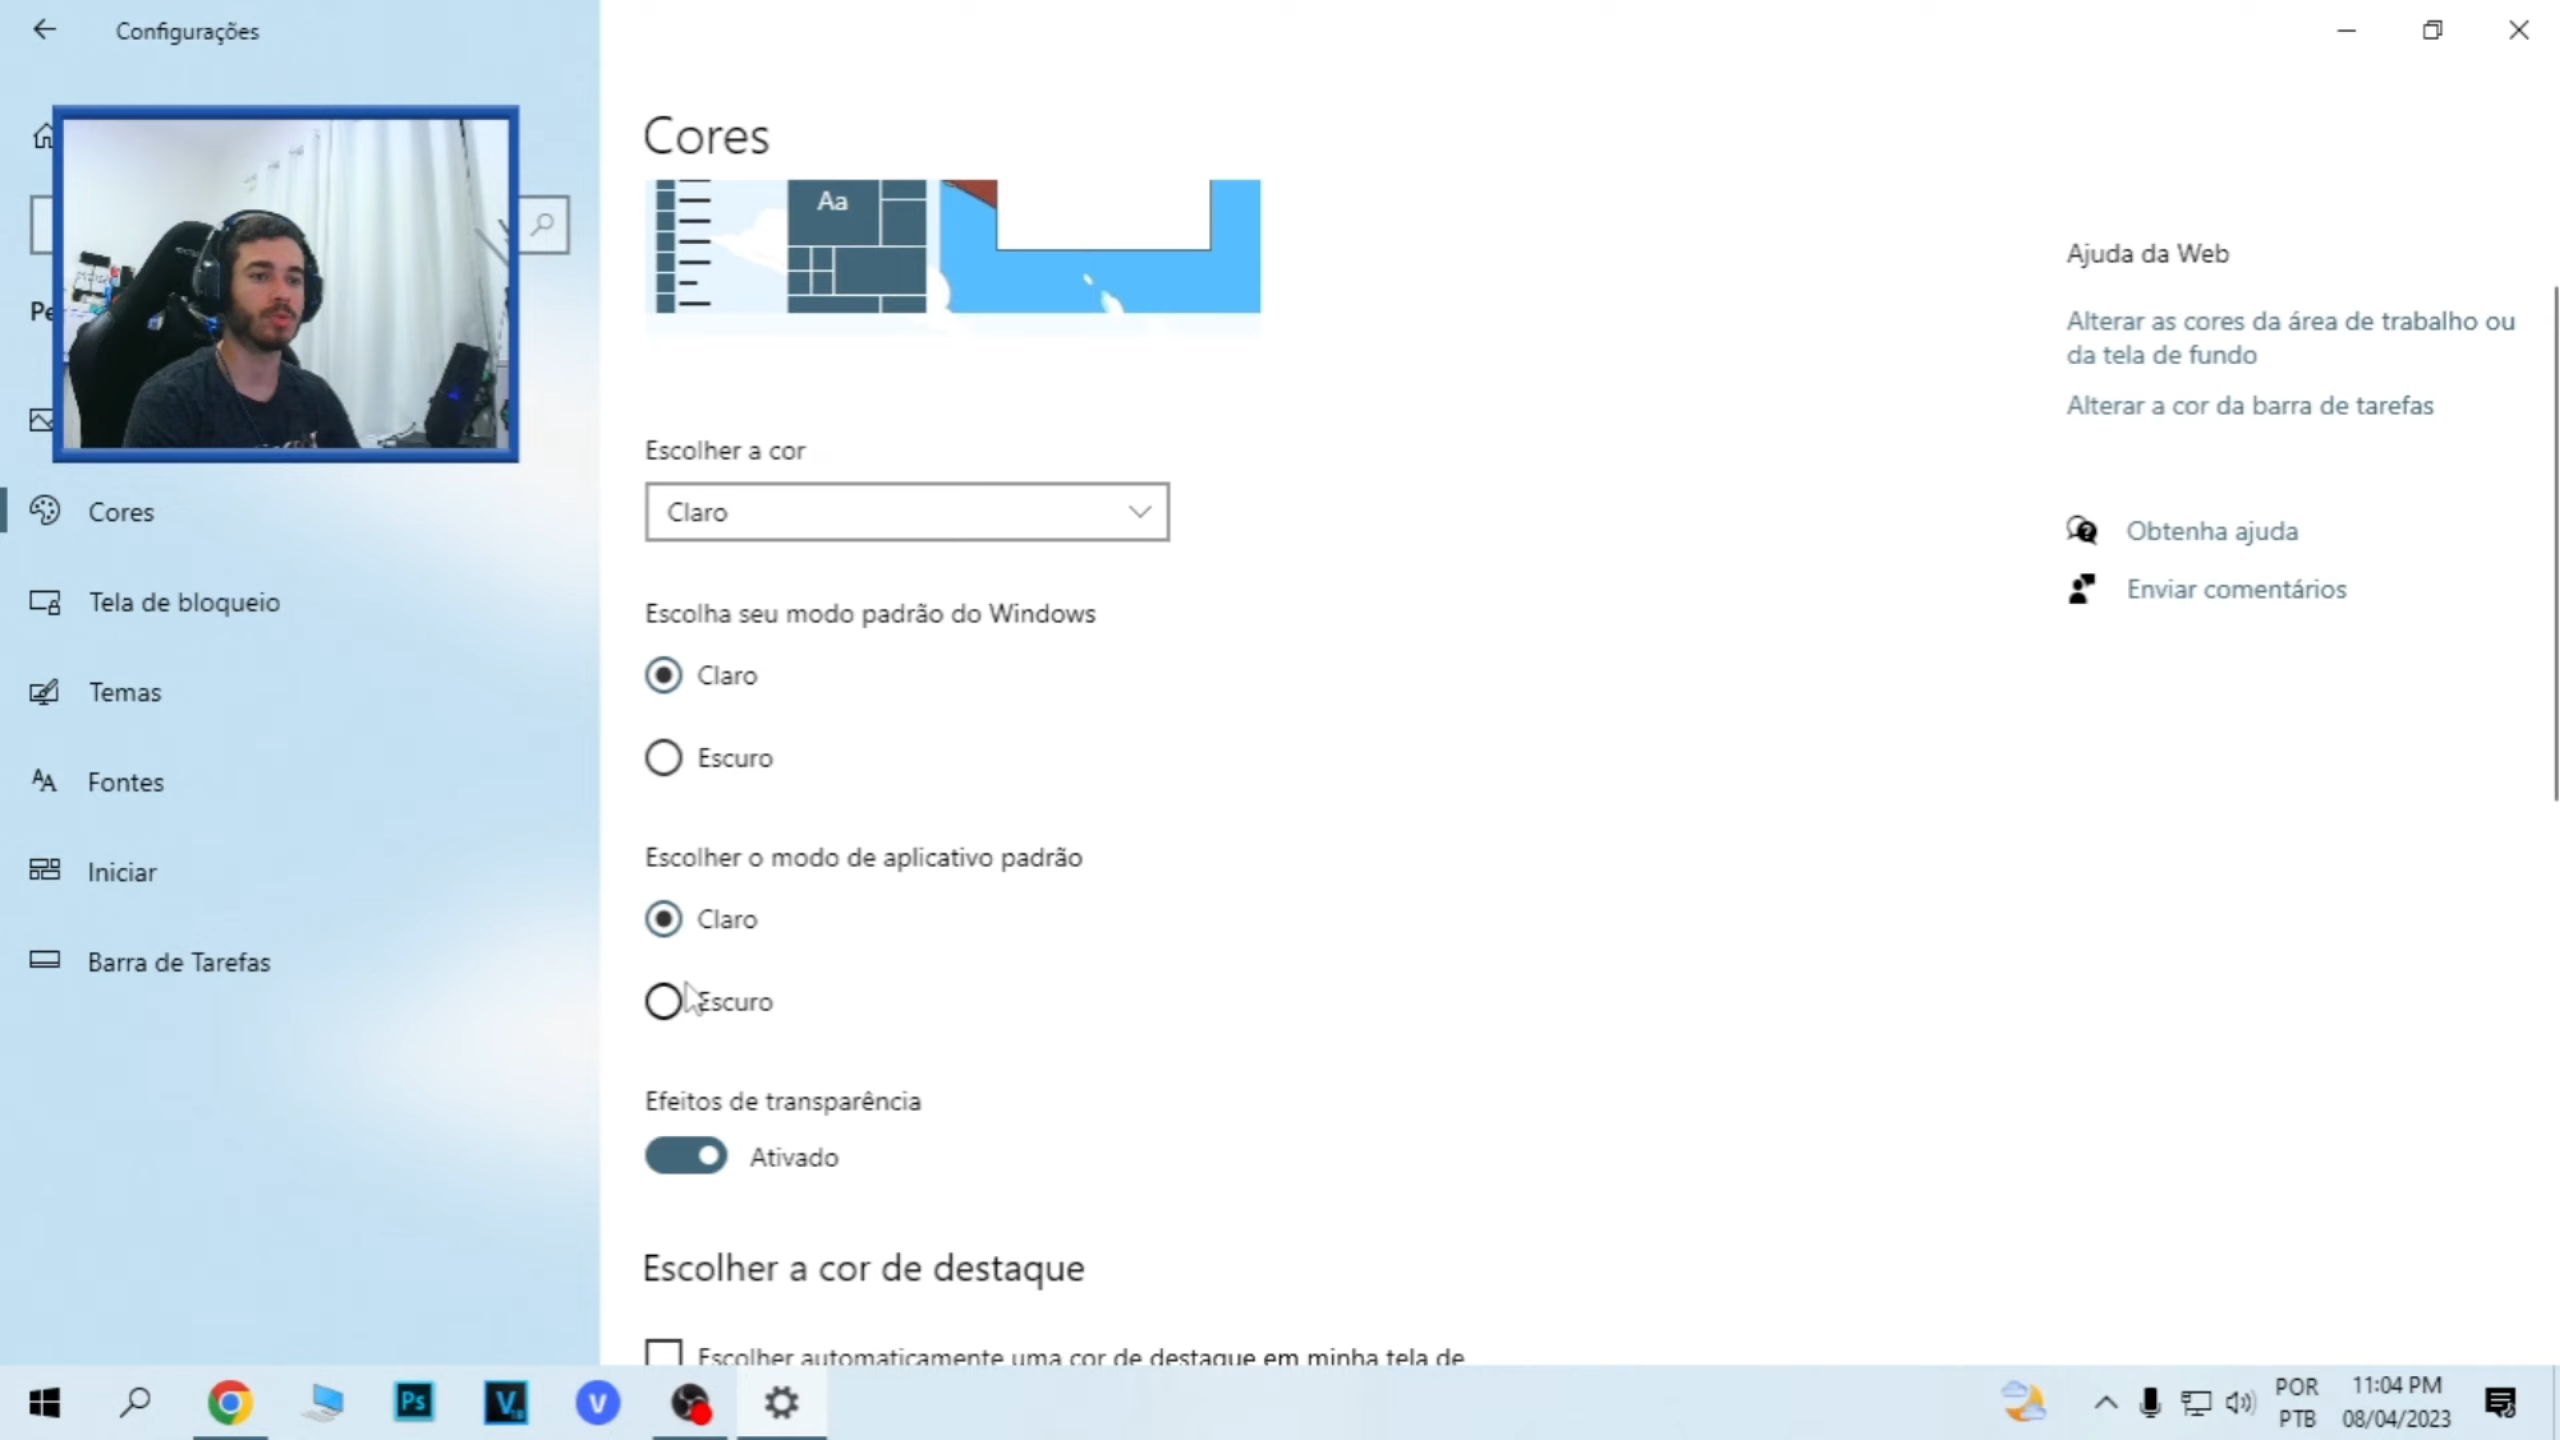 Configurações
Pe
Cores
Tela de bloqueio
Temas
Fontes
Iniciar
Barra de Tarefas
Cores
Aa
Escolher a cor
Claro
Escolha seu modo padrão do Windows
Claro
Escuro
Escolher o modo de aplicativo padrão
Claro
Escuro
Efeitos de transparência
Ativado
Escolher a cor de destaque
Escolher automaticamente uma cor de destaque em minha tela de
Ajuda da Web
Alterar as cores da área de trabalho ou
da tela de fundo
Alterar a cor da barra de tarefas
Obtenha ajuda
Enviar comentários
Ps
V
V
POR
PTB
11:04 PM
08/04/2023